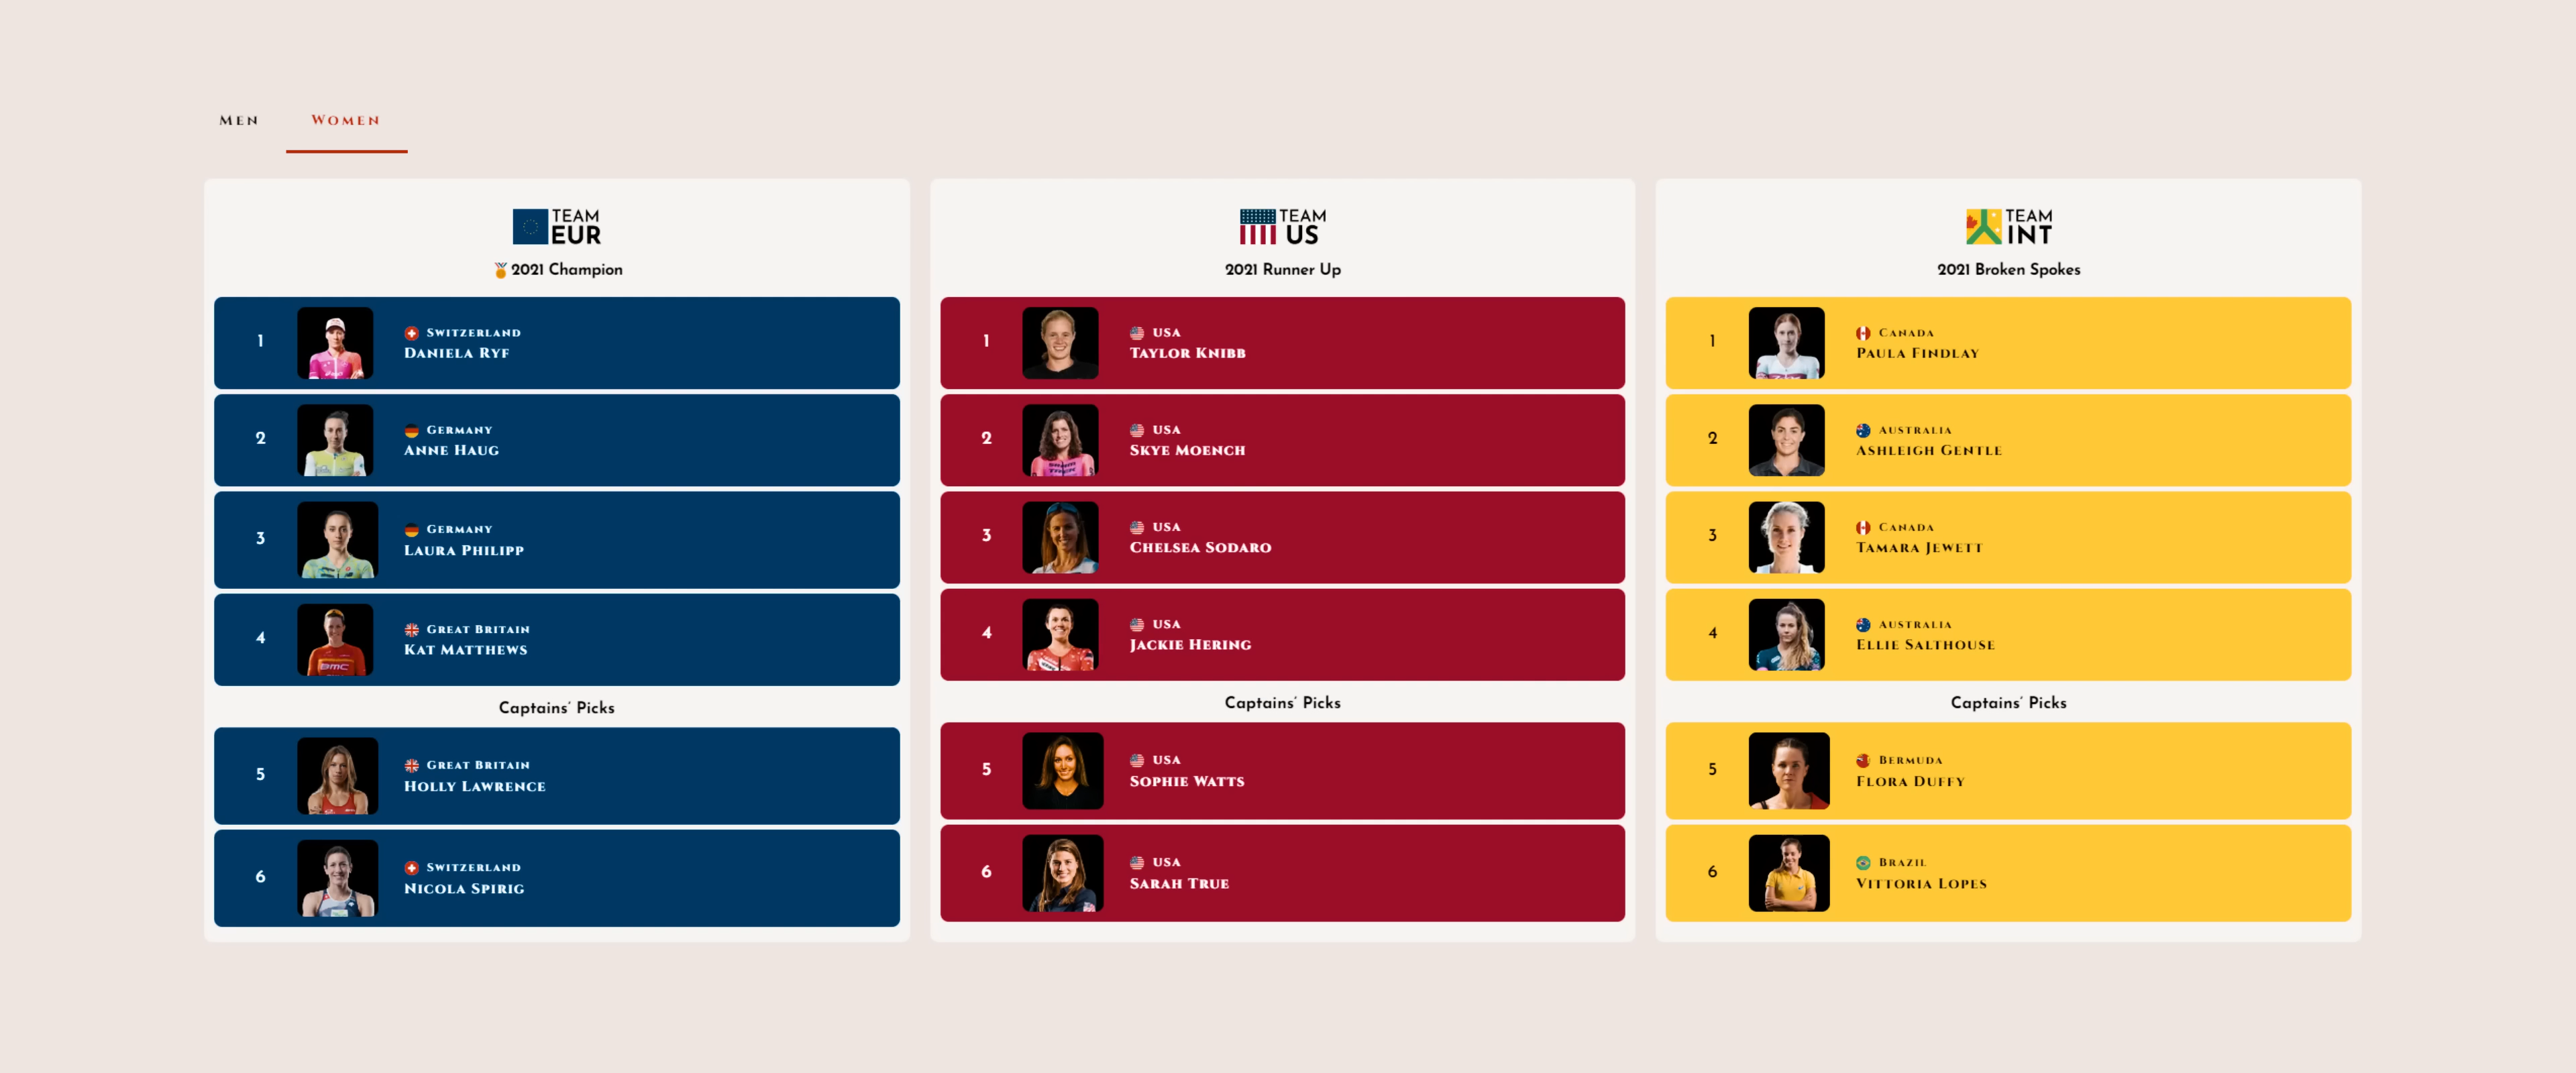 Men
Women
TEAM
EUR
2021 Champion
1
Switzerland
Daniela Ryf
2
Germany
Anne Haug
3
Germany
Laura Philipp
4
Great Britain
Kat Matthews
Captains' Picks
5
Great Britain
Holly Lawrence
6
Switzerland
Nicola Spirig
TEAM
US
2021 Runner Up
1
USA
Taylor Knibb
2
USA
Skye Moench
3
USA
Chelsea Sodaro
4
USA
Jackie Hering
Captains' Picks
5
USA
Sophie Watts
6
USA
Sarah True
TEAM
INT
2021 Broken Spokes
1
Canada
Paula Findlay
2
Australia
Ashleigh Gentle
3
Canada
Tamara Jewett
4
Australia
Ellie Salthouse
Captains' Picks
5
Bermuda
Flora Duffy
6
Brazil
Vittoria Lopes
BMC